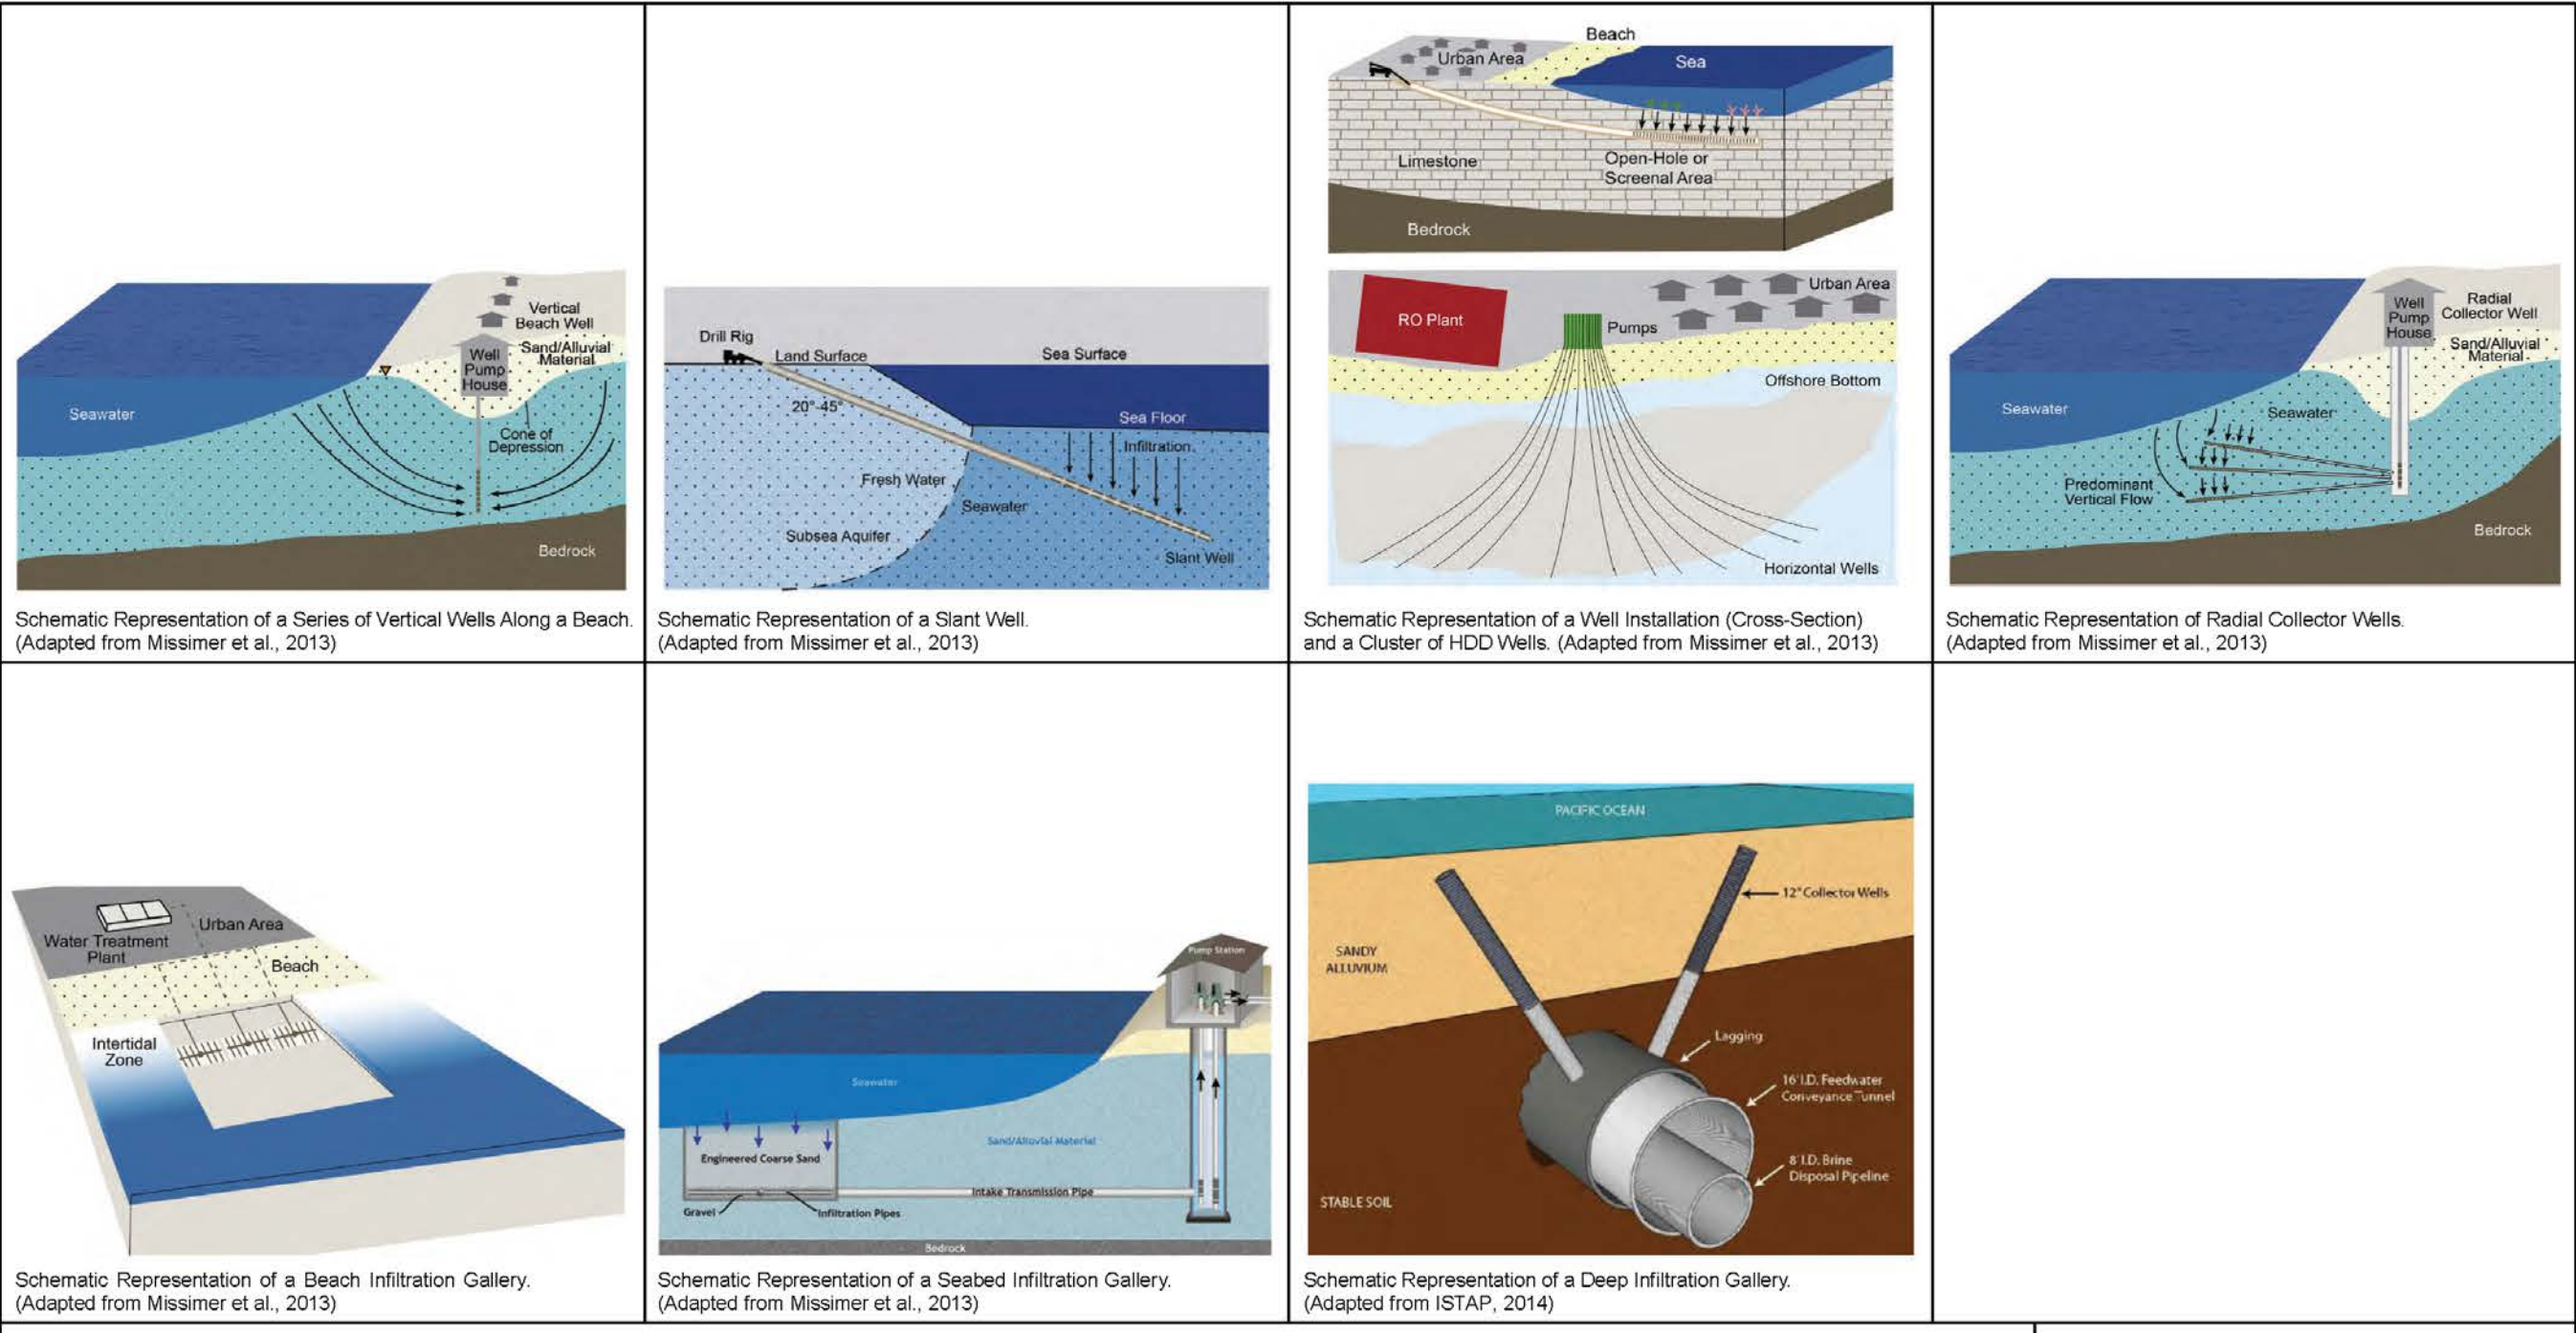 Vertical
Beach Well
Sand/Alluvial
Material
Well
Pump
House
Seawater
Cone of
Depression
Bedrock
Schematic Representation of a Series of Vertical Wells Along a Beach.
(Adapted from Missimer et al., 2013)
Drill Rig
Land Surface
Sea Surface
20°-45°
Sea Floor
Infiltration
Fresh Water
Seawater
Subsea Aquifer
Slant Well
Schematic Representation of a Slant Well.
(Adapted from Missimer et al., 2013)
Beach
Urban Area
Sea
Limestone
Open-Hole or
Screenal Area
Bedrock
Urban Area
RO Plant
Pumps
Offshore Bottom
Horizontal Wells
Schematic Representation of a Well Installation (Cross-Section)
and a Cluster of HDD Wells. (Adapted from Missimer et al., 2013)
Well
Pump
House
Radial
Collector Well
Sand/Alluvial
Material
Seawater
Seawater
Predominant
Vertical Flow
Bedrock
Schematic Representation of Radial Collector Wells.
(Adapted from Missimer et al., 2013)
Urban Area
Water Treatment
Plant
Beach
Intertidal
Zone
Schematic Representation of a Beach Infiltration Gallery.
(Adapted from Missimer et al., 2013)
Pump Station
Seawater
Sand/Alluvial Material
Engineered Coarse Sand
Intake Transmission Pipe
Gravel
Infiltration Pipes
Bedrock
Schematic Representation of a Seabed Infiltration Gallery.
(Adapted from Missimer et al., 2013)
PACIFIC OCEAN
12" Collector Wells
SANDY
ALLUVIUM
Lagging
16' I.D. Feedwater
Conveyance Tunnel
8' I.D. Brine
Disposal Pipeline
STABLE SOIL
Schematic Representation of a Deep Infiltration Gallery.
(Adapted from ISTAP, 2014)